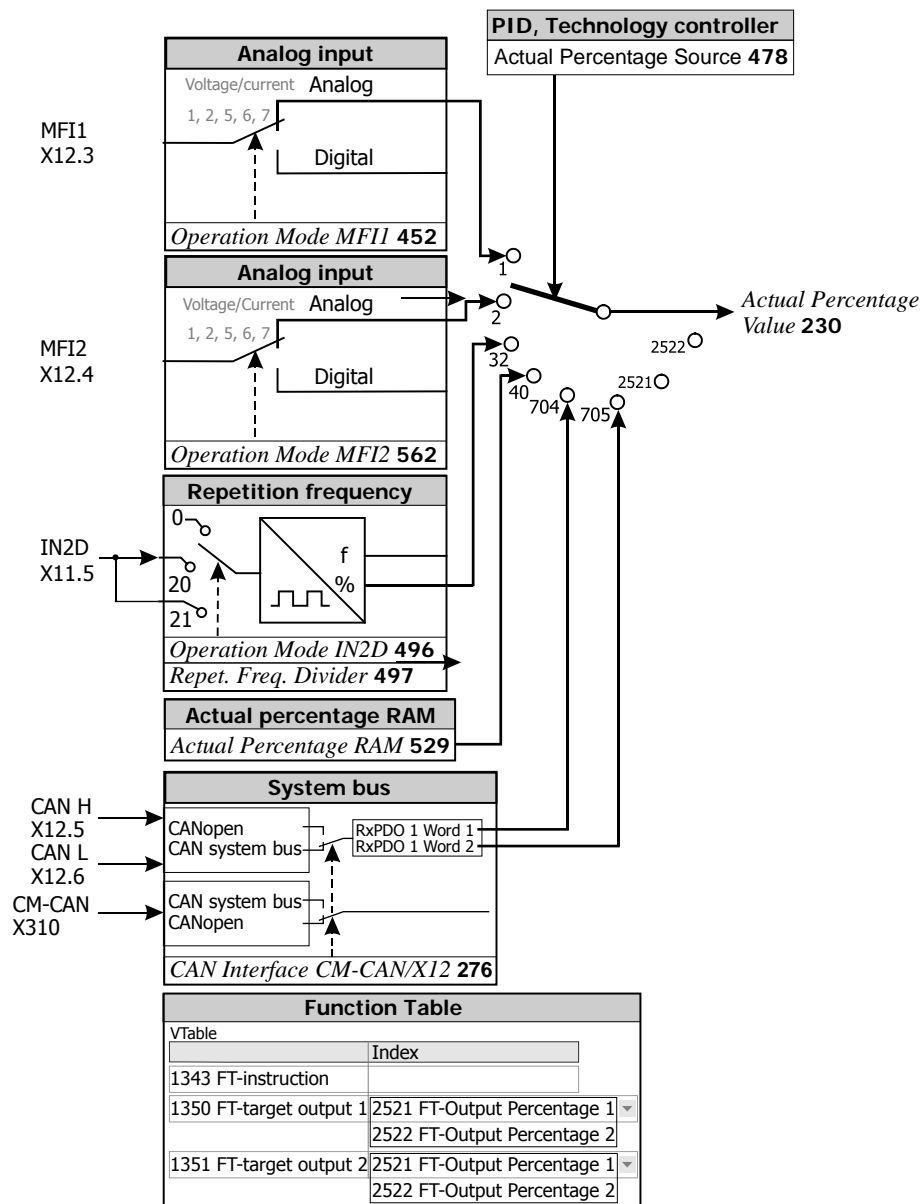 PID, Technology controller
Actual Percentage Source 478
Analog input
Voltage/current Analog
1, 2, 5, 6, 7
MFI1
X12.3
Digital
Operation Mode MFI1 452
Analog input
Voltage/Current Analog
1, 2, 5, 6, 7
MFI2
X12.4
Digital
Operation Mode MFI2 562
1
2
32
40
704
705
2521
2522
Actual Percentage
Value 230
Repetition frequency
0
IN2D
X11.5
20
21
f
%
Operation Mode IN2D 496
Repet. Freq. Divider 497
Actual percentage RAM
Actual Percentage RAM 529
System bus
CAN H
X12.5
CAN L
X12.6
CANopen
CAN system bus
RxPDO 1 Word 1
RxPDO 1 Word 2
CM-CAN
X310
CAN system bus
CANopen
CAN Interface CM-CAN/X12 276
Function Table
VTable
Index
1343 FT-instruction
1350 FT-target output 1 2521 FT-Output Percentage 1
2522 FT-Output Percentage 2
1351 FT-target output 2 2521 FT-Output Percentage 1
2522 FT-Output Percentage 2